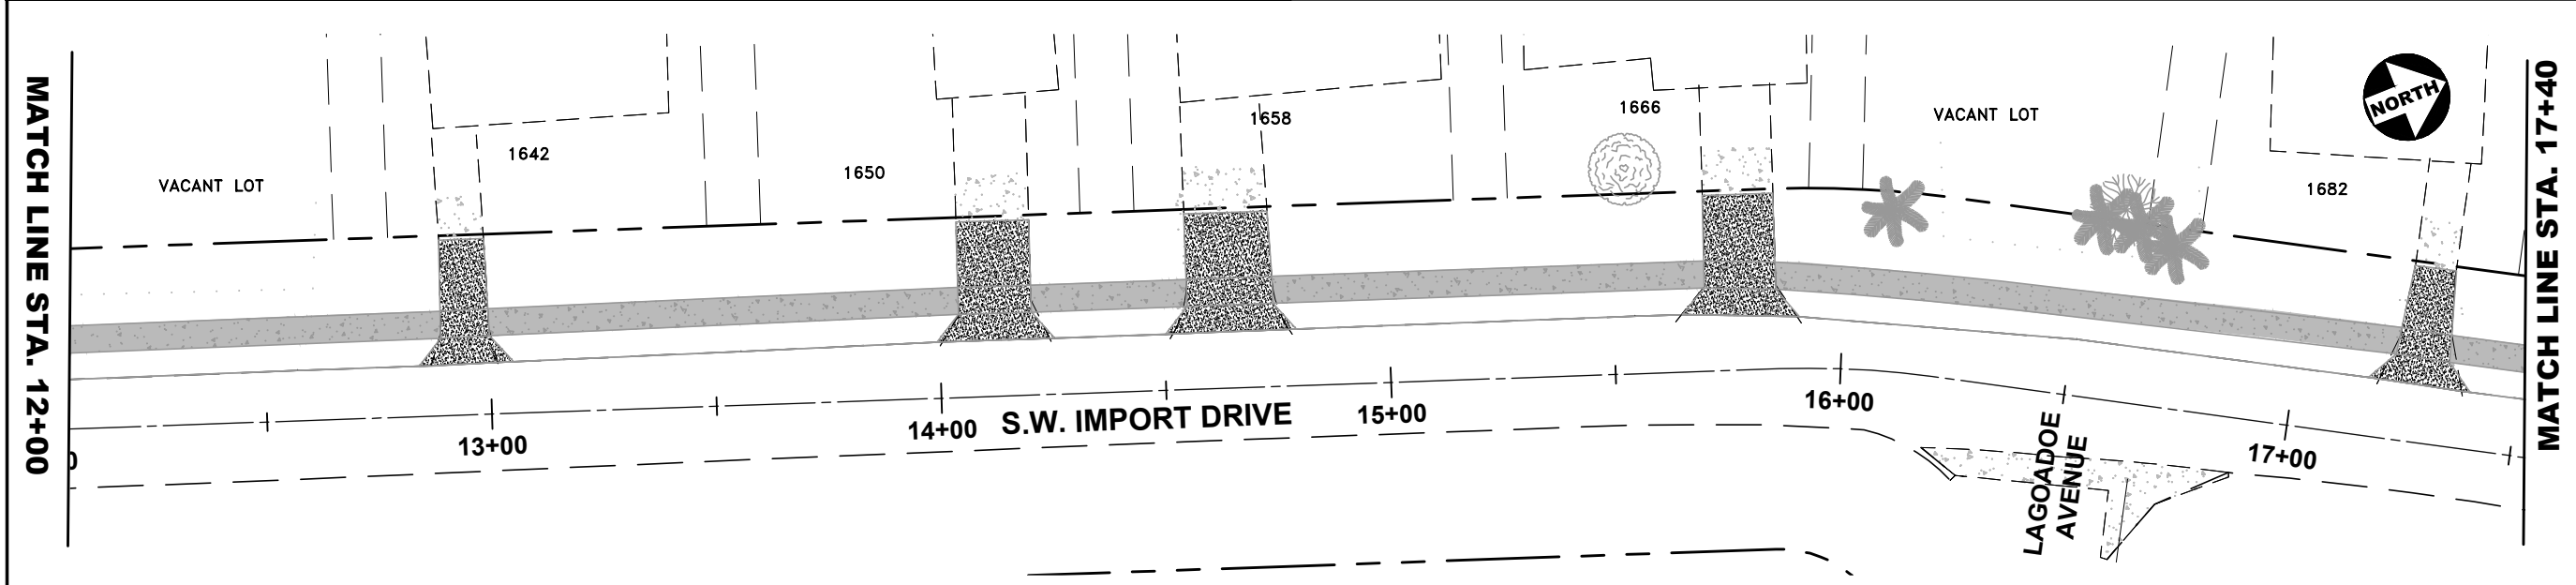 MATCH LINE STA. 12+00
VACANT LOT
1642
1650
1658
1666
VACANT LOT
1682
NORTH
MATCH LINE STA. 17+40
13+00
14+00
S.W. IMPORT DRIVE
15+00
16+00
17+00
LAGOADOE
AVENUE